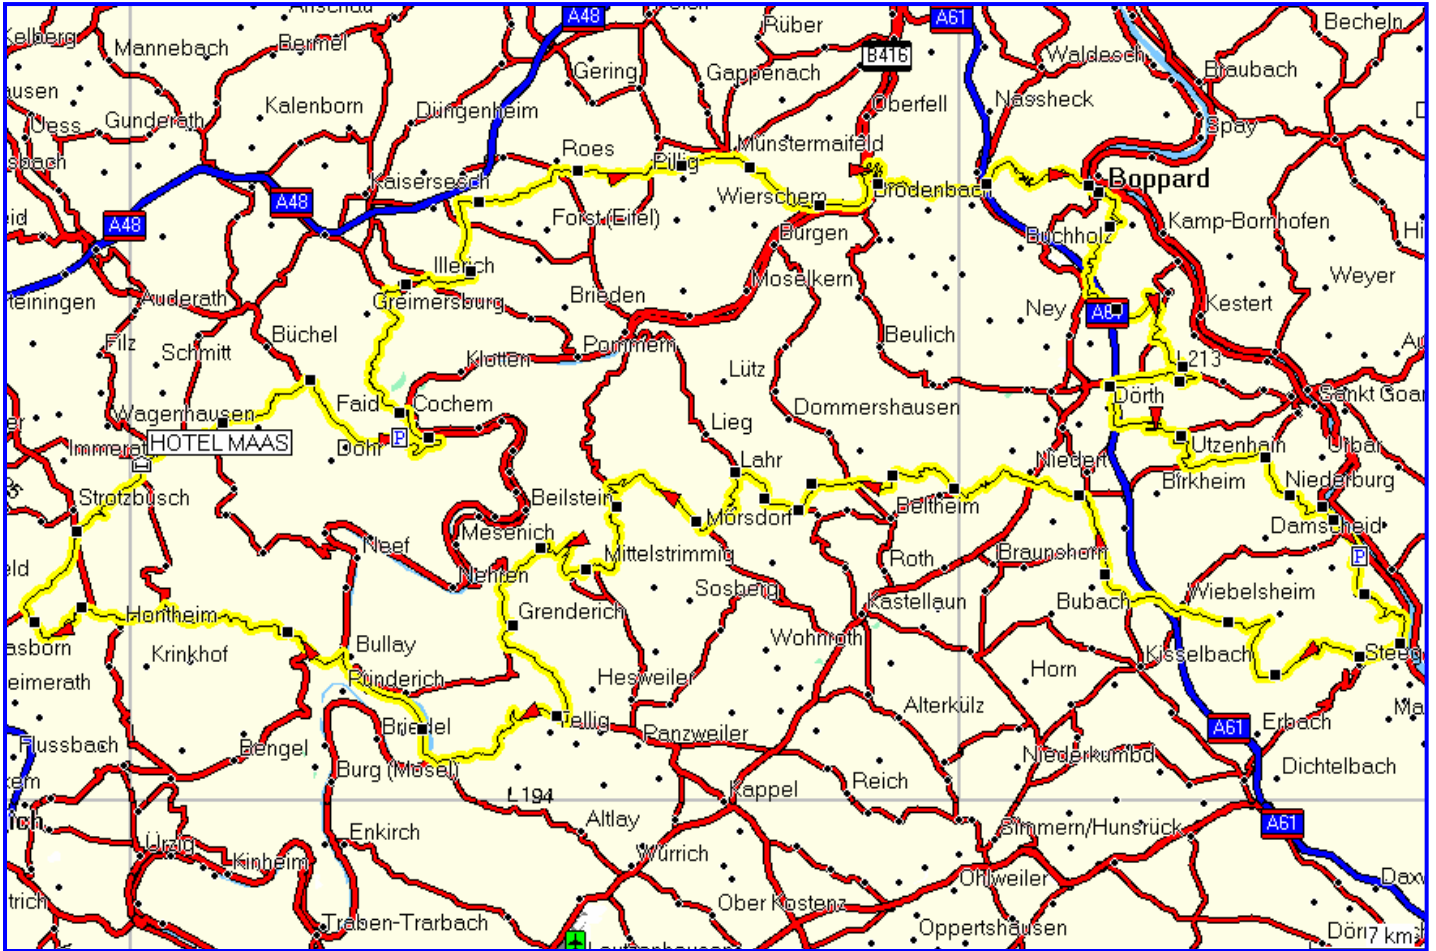 A48
A61
Becheln
Kelberg
Mannebach
Bermel
Rüber
Waldesch
B416
Braubach
Gering
Gappenach
Kalenborn
Düngenheim
Oberfell
Nassheck
Uess
Gunderath
Spay
Roes
Pillig
Münstermaifeld
Kaisersesch
Wierschem
Brodenbach
Boppard
A48
A48
Forst (Eifel)
Burgen
Buchholz
Kamp-Bornhofen
Illerich
Moselkern
Weyer
Auderath
Greimersburg
Brieden
Ney
Kestert
Filz
Büchel
Beulich
Schmitt
Klotten
Pommern
Lütz
L213
Wagenhausen
Faid
Cochem
Dommershausen
Dörth
Sankt Goar
HOTEL MAAS
P
Dohr
Lieg
Utzenhain
Urbar
Immerat
Lahr
Niedert
Birkheim
Niederburg
Strotzbüsch
Beilstein
Beltheim
Mörsdorf
Damscheid
Mesenich
Neef
Mittelstrimmig
Roth
Braunshorn
P
Nehren
Sosberg
Bubach
Wiebelsheim
Grenderich
Kastellaun
Hontheim
Bullay
Wohnroth
Krinkhof
Kisselbach
Steeg
Pünderich
Hesweiler
Horn
Briedel
Tellig
Alterkülz
A61
Erbach
Flussbach
Bengel
Panzweiler
Niederkumbd
Burg (Mosel)
Reich
Dichtelbach
L194
Kappel
Enkirch
Altlay
Simmern/Hunsrück
A61
Ürzig
Kinheim
Würrich
Ohlweiler
Ober Kostenz
Traben-Trarbach
Oppertshausen
7 km